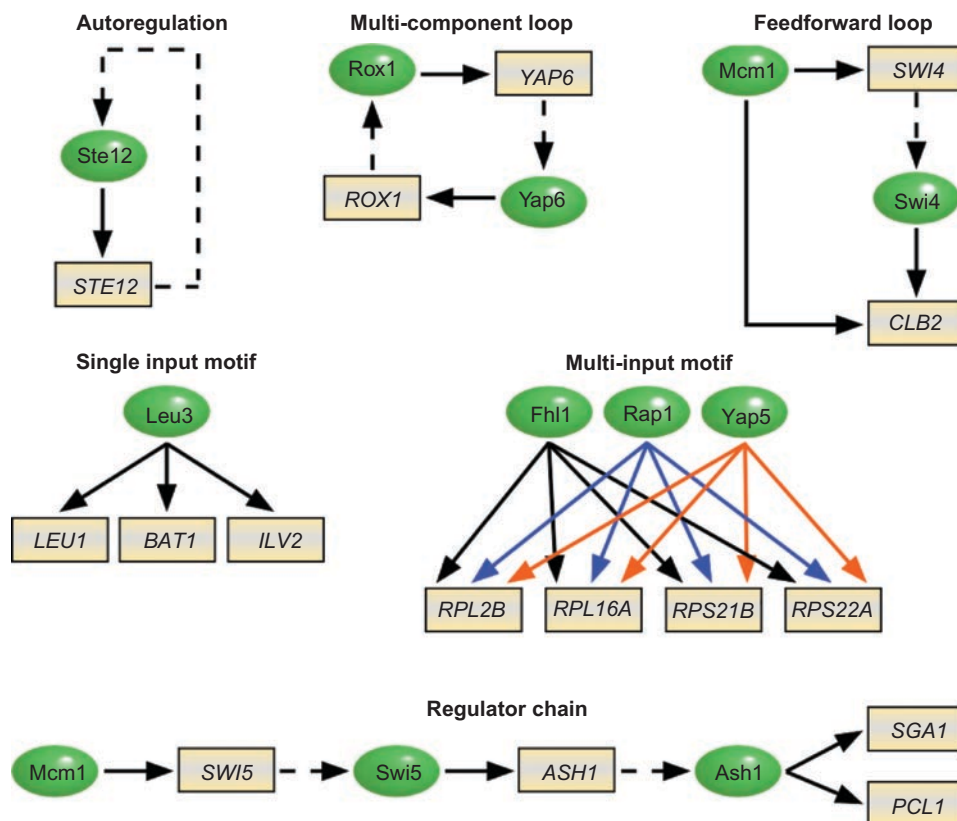 Autoregulation
Ste12
STE12
Multi-component loop
Rox1
YAP6
ROX1
Yap6
Feedforward loop
Mcm1
SWI4
Swi4
CLB2
Single input motif
Leu3
LEU1
BAT1
ILV2
Multi-input motif
Fhl1
Rap1
Yap5
RPL2B
RPL16A
RPS21B
RPS22A
Regulator chain
Mcm1
SWI5
Swi5
ASH1
Ash1
SGA1
PCL1